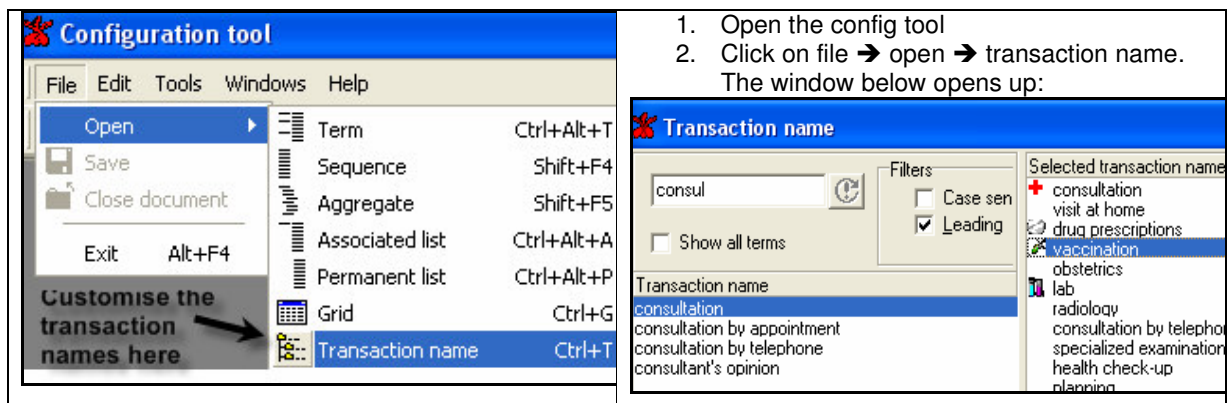 Configuration tool
File Edit Tools Windows Help
Open
Save
Close document
Exit Alt+F4
Term Ctrl+Alt+T
Sequence Shift+F4
Aggregate Shift+F5
Associated list Ctrl+Alt+A
Permanent list Ctrl+Alt+P
Grid Ctrl+G
Transaction name Ctrl+T
Customise the
transaction
names here
1. Open the config tool
2. Click on file ➔ open ➔ transaction name.
The window below opens up:
Transaction name
consul
Show all terms
Filters
Case sen
Leading
Transaction name
consultation
consultation by appointment
consultation by telephone
consultant's opinion
Selected transaction name
consultation
visit at home
drug prescriptions
vaccination
obstetrics
lab
radiology
consultation by telepho
specialized examination
health check-up
planning